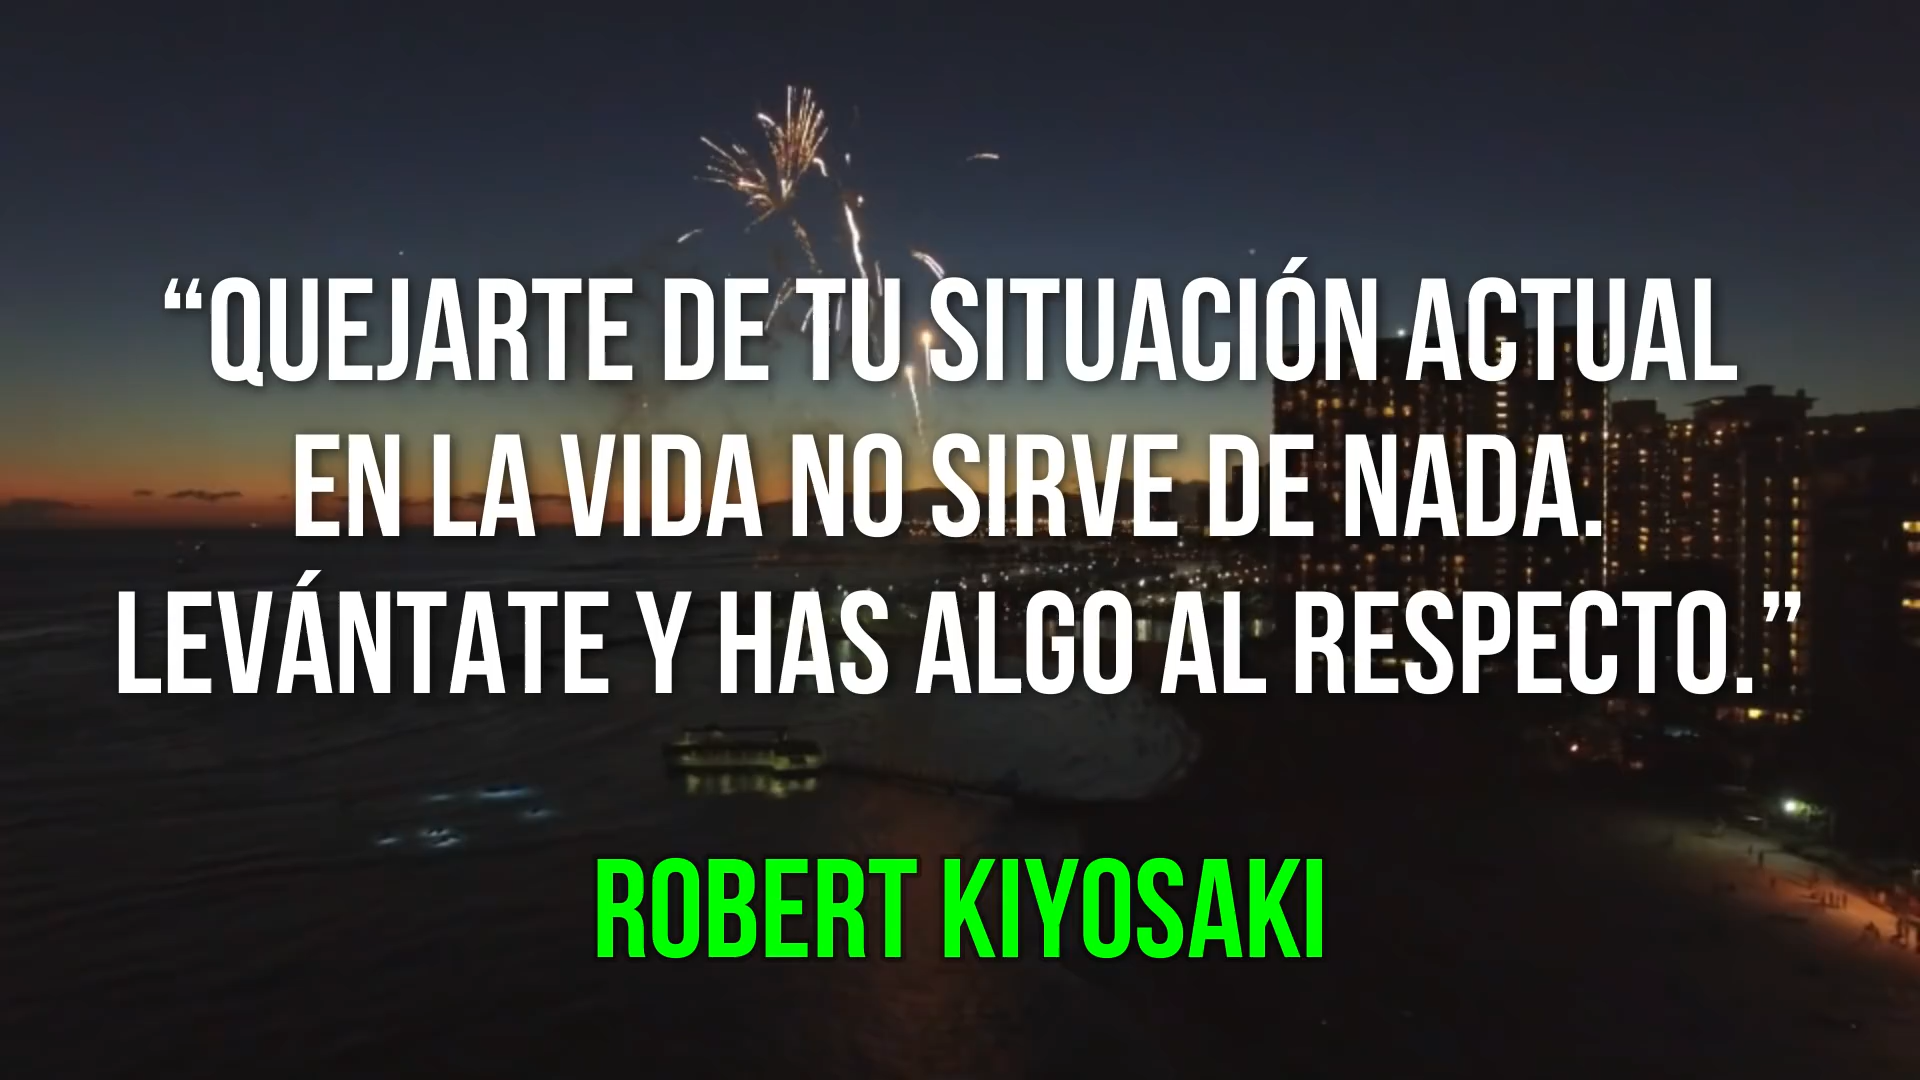 “QUEJARTE DE TU SITUACIÓN ACTUAL
EN LA VIDA NO SIRVE DE NADA.
LEVÁNTATE Y HAS ALGO AL RESPECTO.”
ROBERT KIYOSAKI